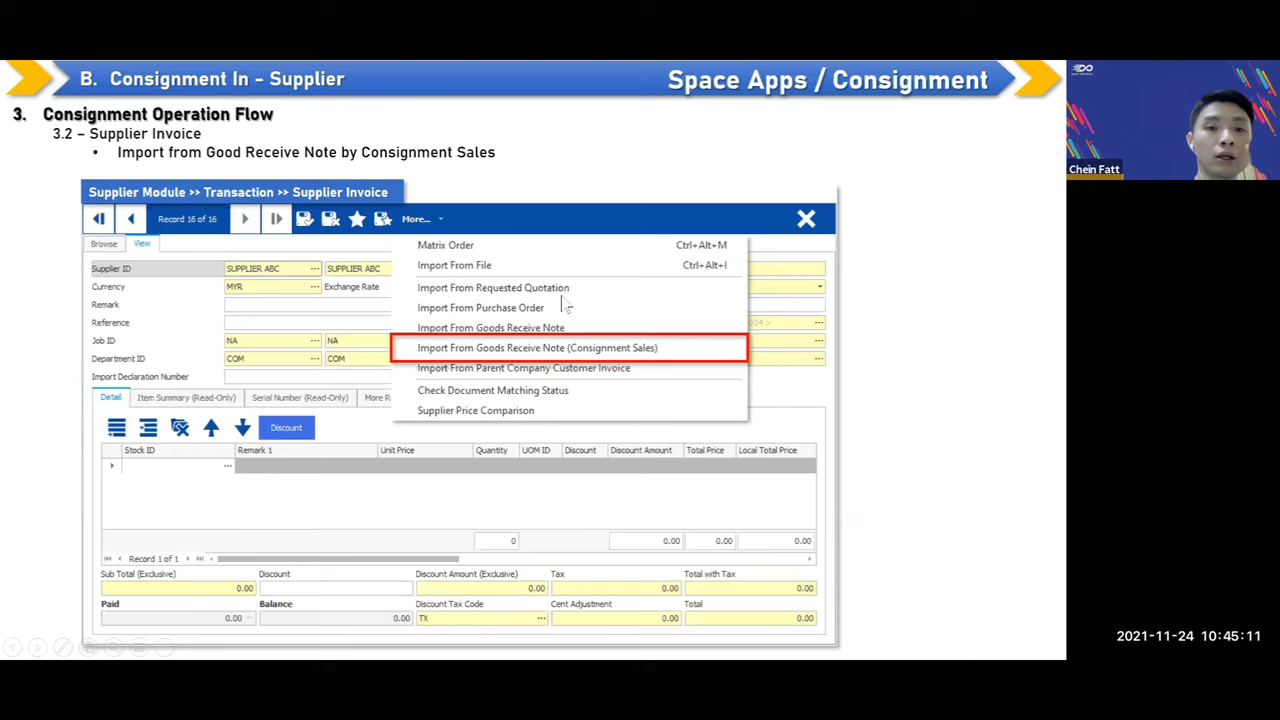 B. Consignment In - Supplier
Space Apps / Consignment
3. Consignment Operation Flow
3.2 – Supplier Invoice
• Import from Good Receive Note by Consignment Sales
Supplier Module >> Transaction >> Supplier Invoice
Record 16 of 16
More...
Browse View
Supplier ID SUPPLIER ABC ... SUPPLIER ABC
Currency MYR Exchange Rate
Remark
Reference
Job ID NA ... NA
Department ID COM ... COM
Import Declaration Number
Matrix Order Ctrl+Alt+M
Import From File Ctrl+Alt+I
Import From Requested Quotation
Import From Purchase Order
Import From Goods Receive Note
Import From Goods Receive Note (Consignment Sales)
Import From Parent Company Customer Invoice
Check Document Matching Status
Supplier Price Comparison
Detail Item Summary (Read-Only) Serial Number (Read-Only) More R
Discount
Stock ID Remark 1 Unit Price Quantity UOM ID Discount Discount Amount Total Price Local Total Price
0 0.00 0.00 0.00
Record 1 of 1
Sub Total (Exclusive) Discount Discount Amount (Exclusive) Tax Total with Tax
0.00 0.00 0.00 0.00
Paid Balance Discount Tax Code Cent Adjustment Total
0.00 0.00 TX ... 0.00 0.00
Chein Fatt
2021-11-24 10:45:11